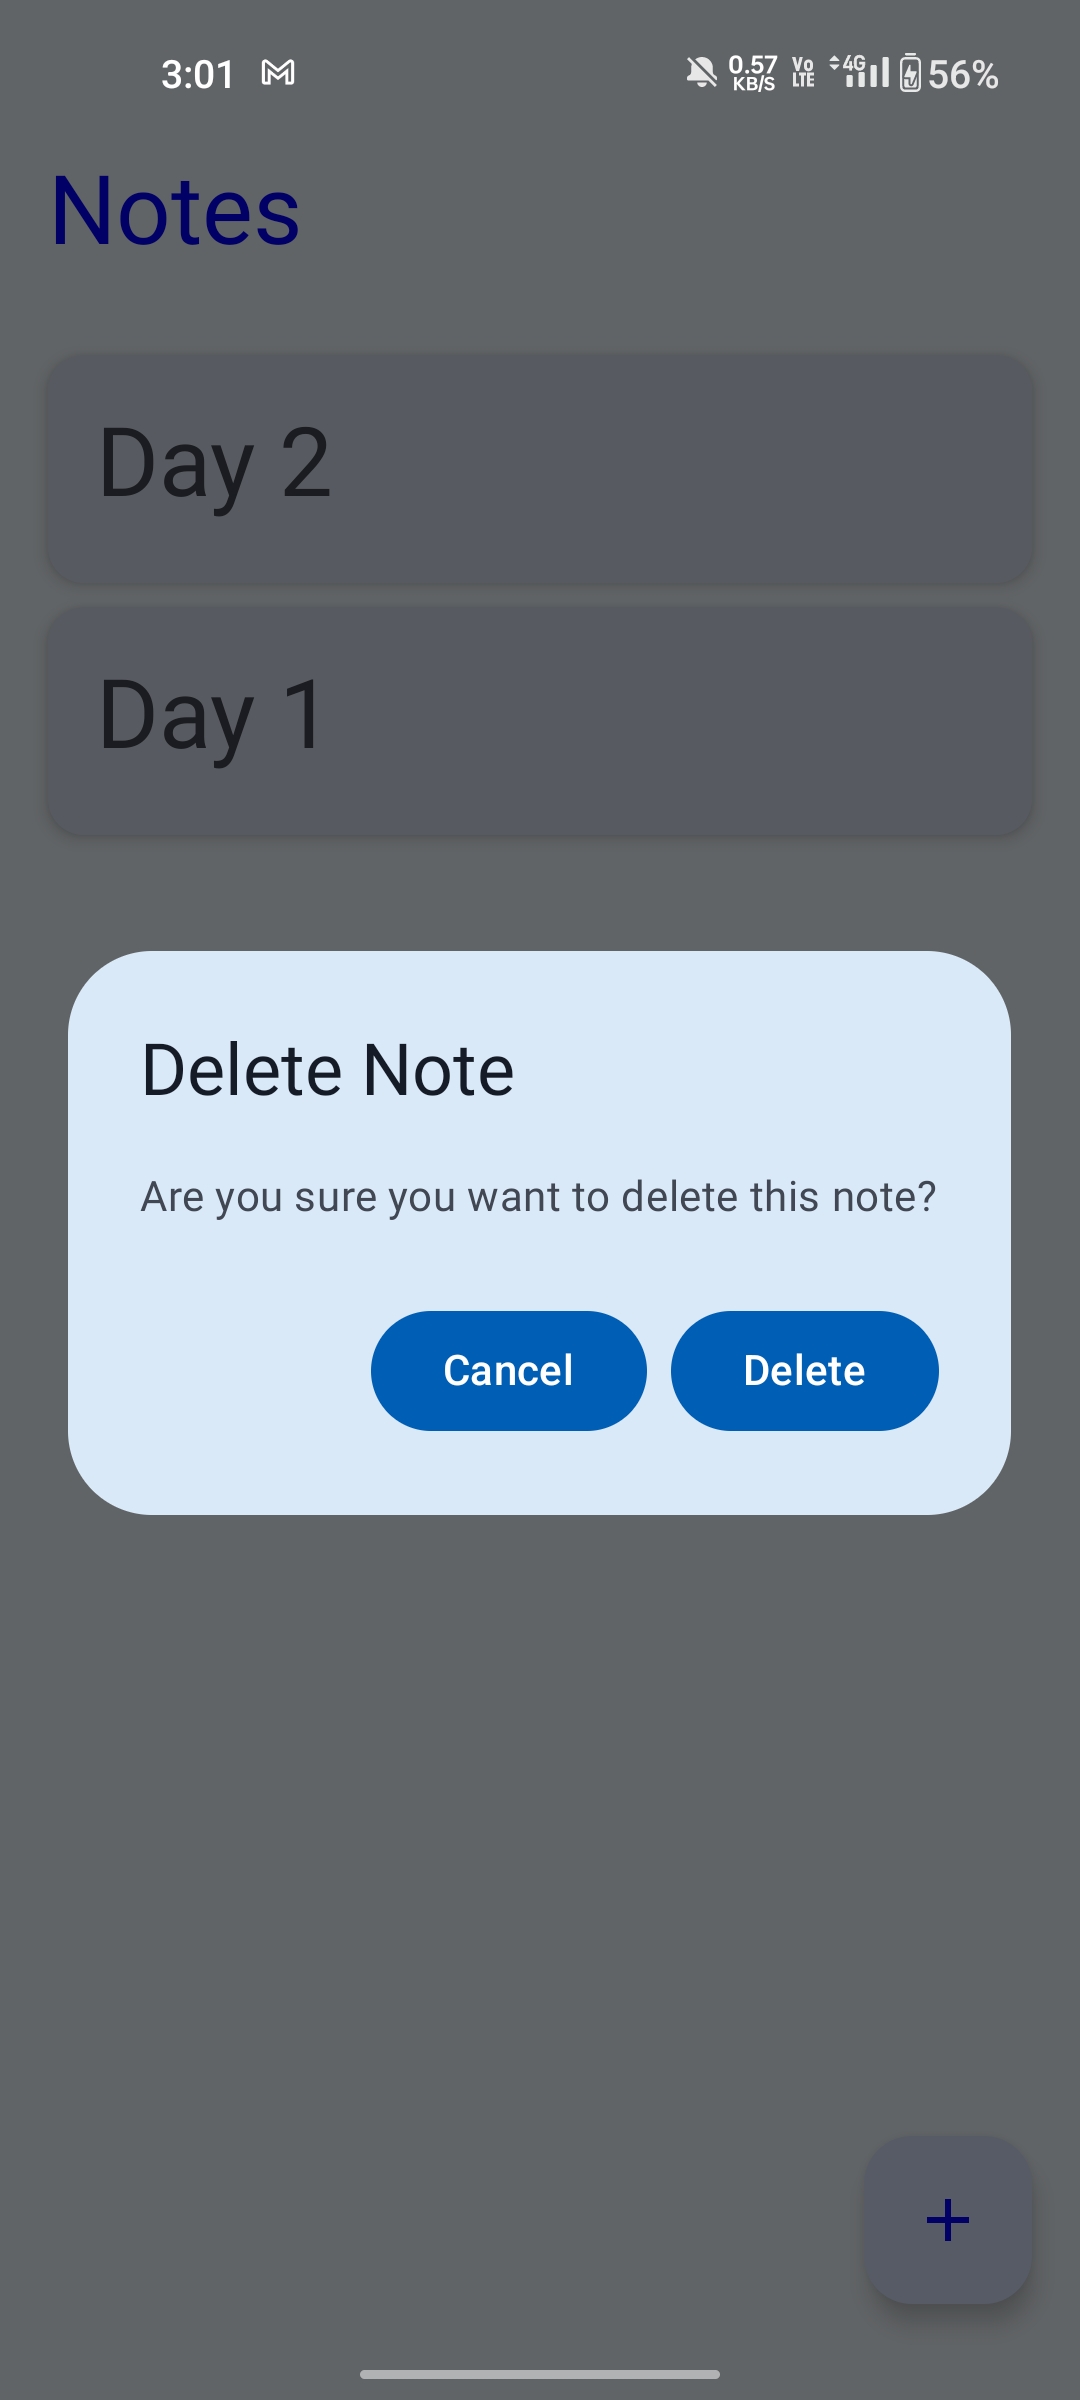 3:01 0.57 KB/S Vo LTE 4G 56%
Notes
Day 2
Day 1
Delete Note
Are you sure you want to delete this note?
Cancel Delete